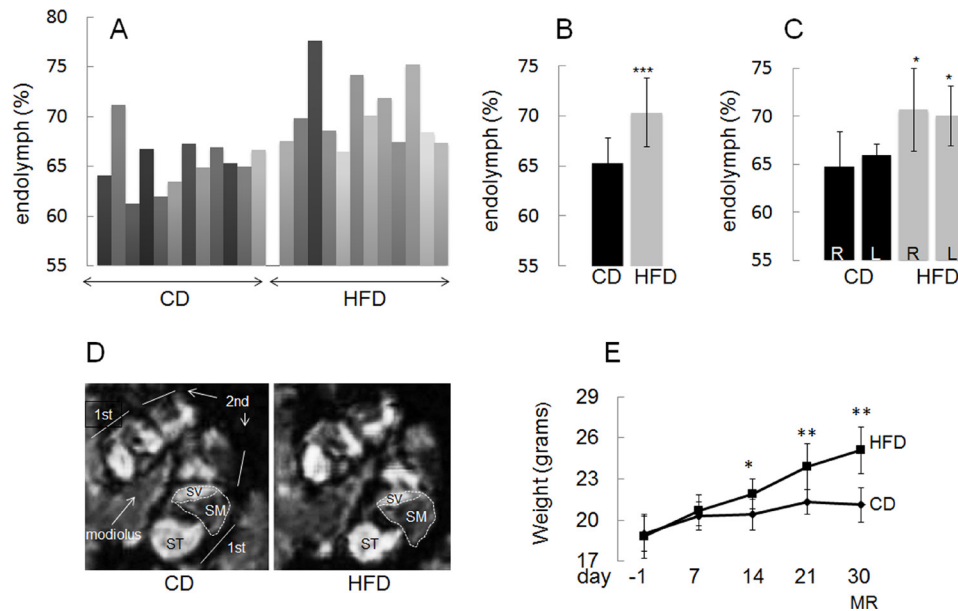 A
endolymph (%)
80
75
70
65
60
55
CD
HFD
B
endolymph (%)
80
75
70
65
60
55
***
CD HFD
C
endolymph (%)
80
75
70
65
60
55
* *
R L R L
CD HFD
D
1st
2nd
SV
SM
ST
modiolus
1st
CD
SV
SM
ST
HFD
E
Weight (grams)
29
26
23
20
17
* ** **
HFD
CD
day -1 7 14 21 30
MR